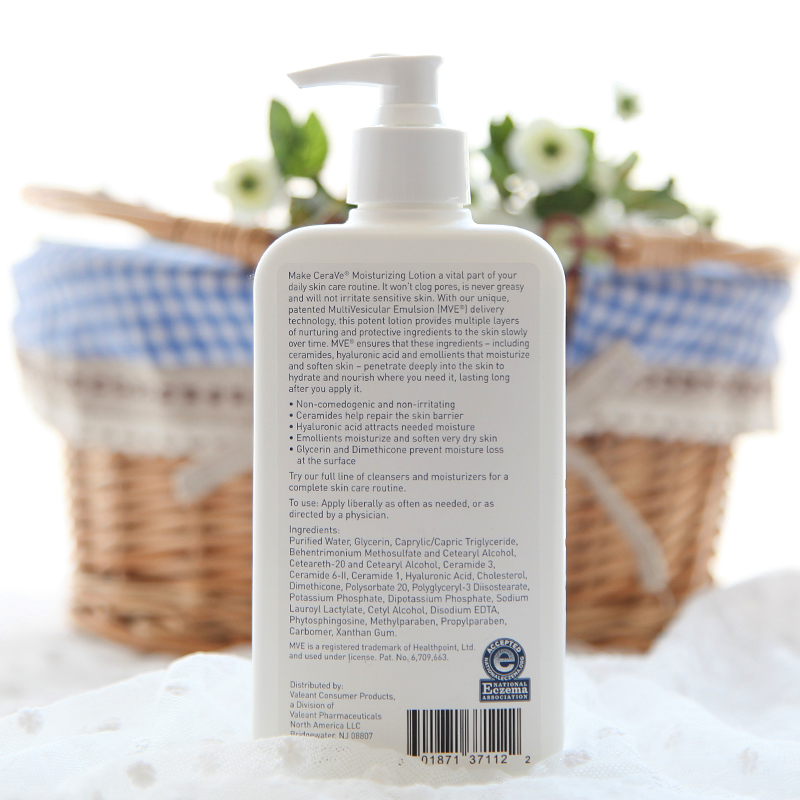 Make CeraVe® Moisturizing Lotion a vital part of your
daily skin care routine. It won't clog pores, is never greasy
and will not irritate sensitive skin. With our unique,
patented MultiVesicular Emulsion (MVE®) delivery
technology, this potent lotion provides multiple layers
of nurturing and protective ingredients to the skin slowly
over time. MVE® ensures that these ingredients – including
ceramides, hyaluronic acid and emollients that moisturize
and soften skin – penetrate deeply into the skin to
hydrate and nourish where you need it, lasting long
after you apply it.
• Non-comedogenic and non-irritating
• Ceramides help repair the skin barrier
• Hyaluronic acid attracts needed moisture
• Emollients moisturize and soften very dry skin
• Glycerin and Dimethicone prevent moisture loss
at the surface
Try our full line of cleansers and moisturizers for a
complete skin care routine.
To use: Apply liberally as often as needed, or as
directed by a physician.
Ingredients:
Purified Water, Glycerin, Caprylic/Capric Triglyceride,
Behentrimonium Methosulfate and Cetearyl Alcohol,
Ceteareth-20 and Cetearyl Alcohol, Ceramide 3,
Ceramide 6-II, Ceramide 1, Hyaluronic Acid, Cholesterol,
Dimethicone, Polysorbate 20, Polyglyceryl-3 Diisostearate,
Potassium Phosphate, Dipotassium Phosphate, Sodium
Lauroyl Lactylate, Cetyl Alcohol, Disodium EDTA,
Phytosphingosine, Methylparaben, Propylparaben,
Carbomer, Xanthan Gum.
MVE is a registered trademark of Healthpoint, Ltd.
and used under license. Pat. No. 6,709,663.
ACCEPTED
e
NATIONALECZEMA.ORG
NATIONAL
Eczema
ASSOCIATION
Distributed by:
Valeant Consumer Products,
a Division of
Valeant Pharmaceuticals
North America LLC
Bridgewater, NJ 08807
01871 37112 2